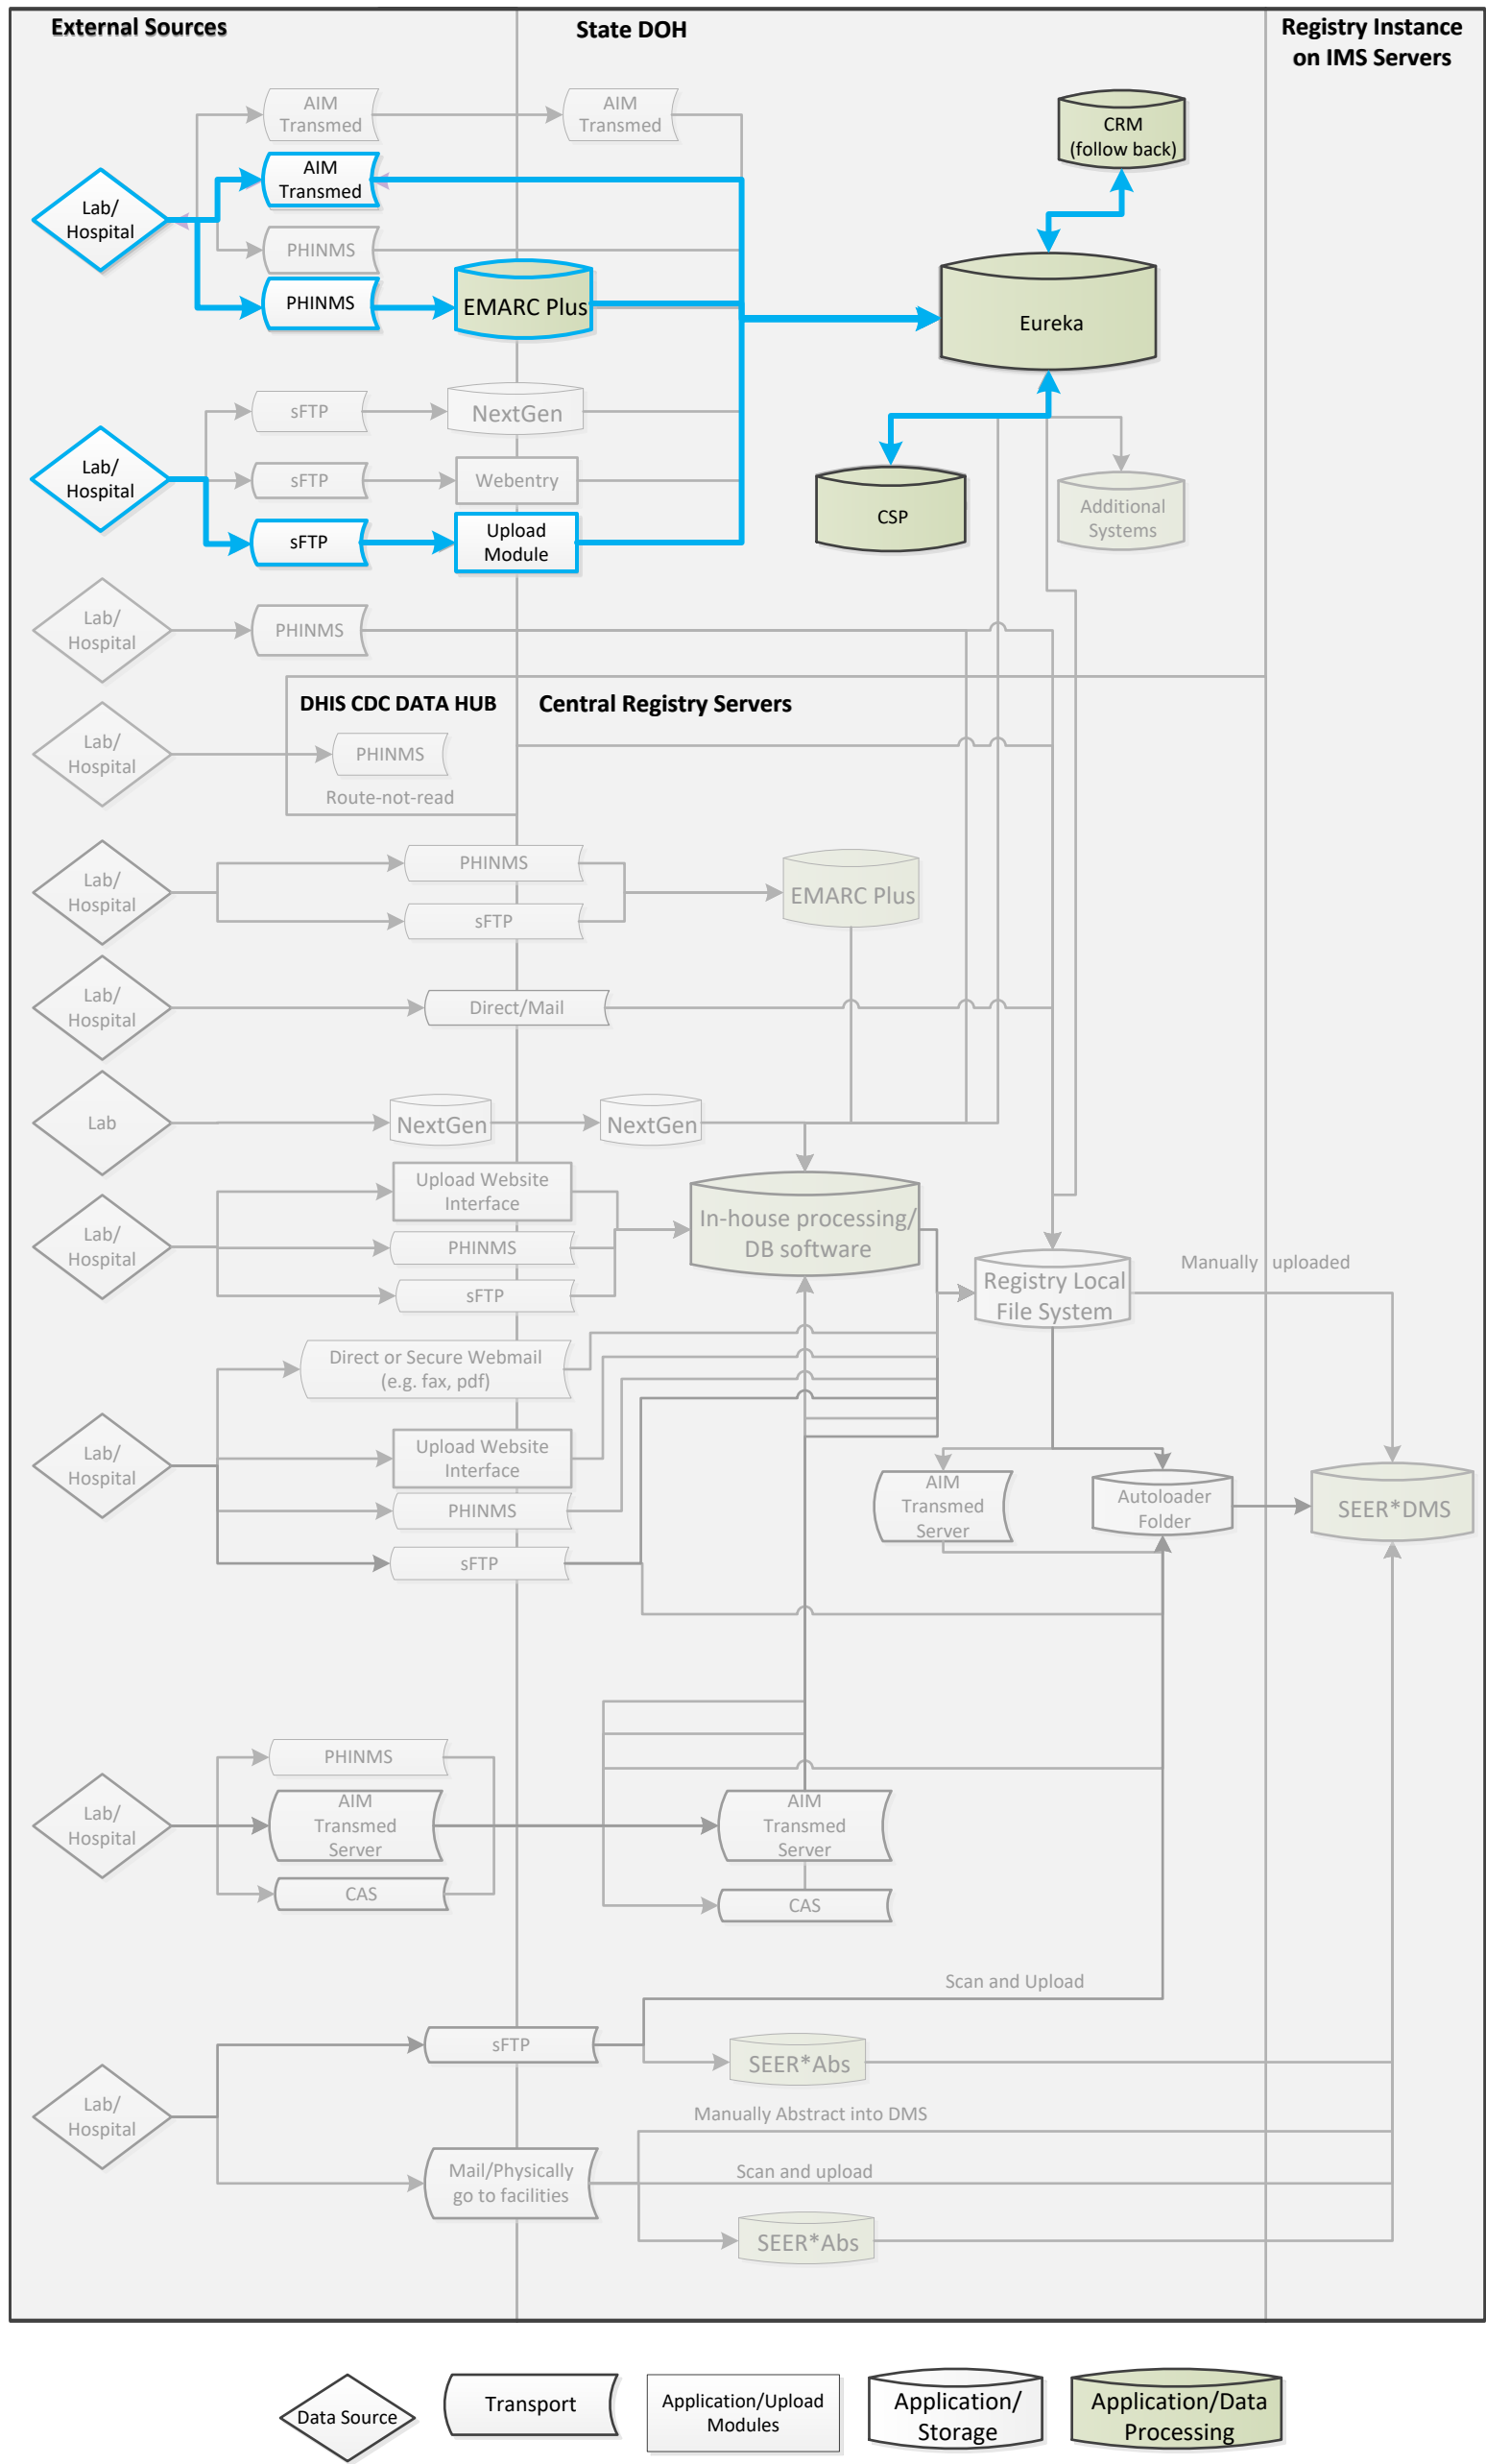 External Sources
State DOH
Registry Instance
on IMS Servers
AIM
Transmed
AIM
Transmed
CRM
(follow back)
AIM
Transmed
Lab/
Hospital
PHINMS
PHINMS
EMARC Plus
Eureka
sFTP
NextGen
Lab/
Hospital
sFTP
Webentry
CSP
Additional
Systems
sFTP
Upload
Module
Lab/
Hospital
PHINMS
DHIS CDC DATA HUB
Central Registry Servers
Lab/
Hospital
PHINMS
Route-not-read
Lab/
Hospital
PHINMS
sFTP
EMARC Plus
Lab/
Hospital
Direct/Mail
Lab
NextGen
NextGen
Upload Website
Interface
Lab/
Hospital
PHINMS
sFTP
In-house processing/
DB software
Registry Local
File System
Manually uploaded
Direct or Secure Webmail
(e.g. fax, pdf)
Lab/
Hospital
Upload Website
Interface
PHINMS
sFTP
AIM
Transmed
Server
Autoloader
Folder
SEER*DMS
PHINMS
Lab/
Hospital
AIM
Transmed
Server
CAS
AIM
Transmed
Server
CAS
Scan and Upload
sFTP
SEER*Abs
Lab/
Hospital
Manually Abstract into DMS
Mail/Physically
go to facilities
Scan and upload
SEER*Abs
Data Source
Transport
Application/Upload
Modules
Application/
Storage
Application/Data
Processing